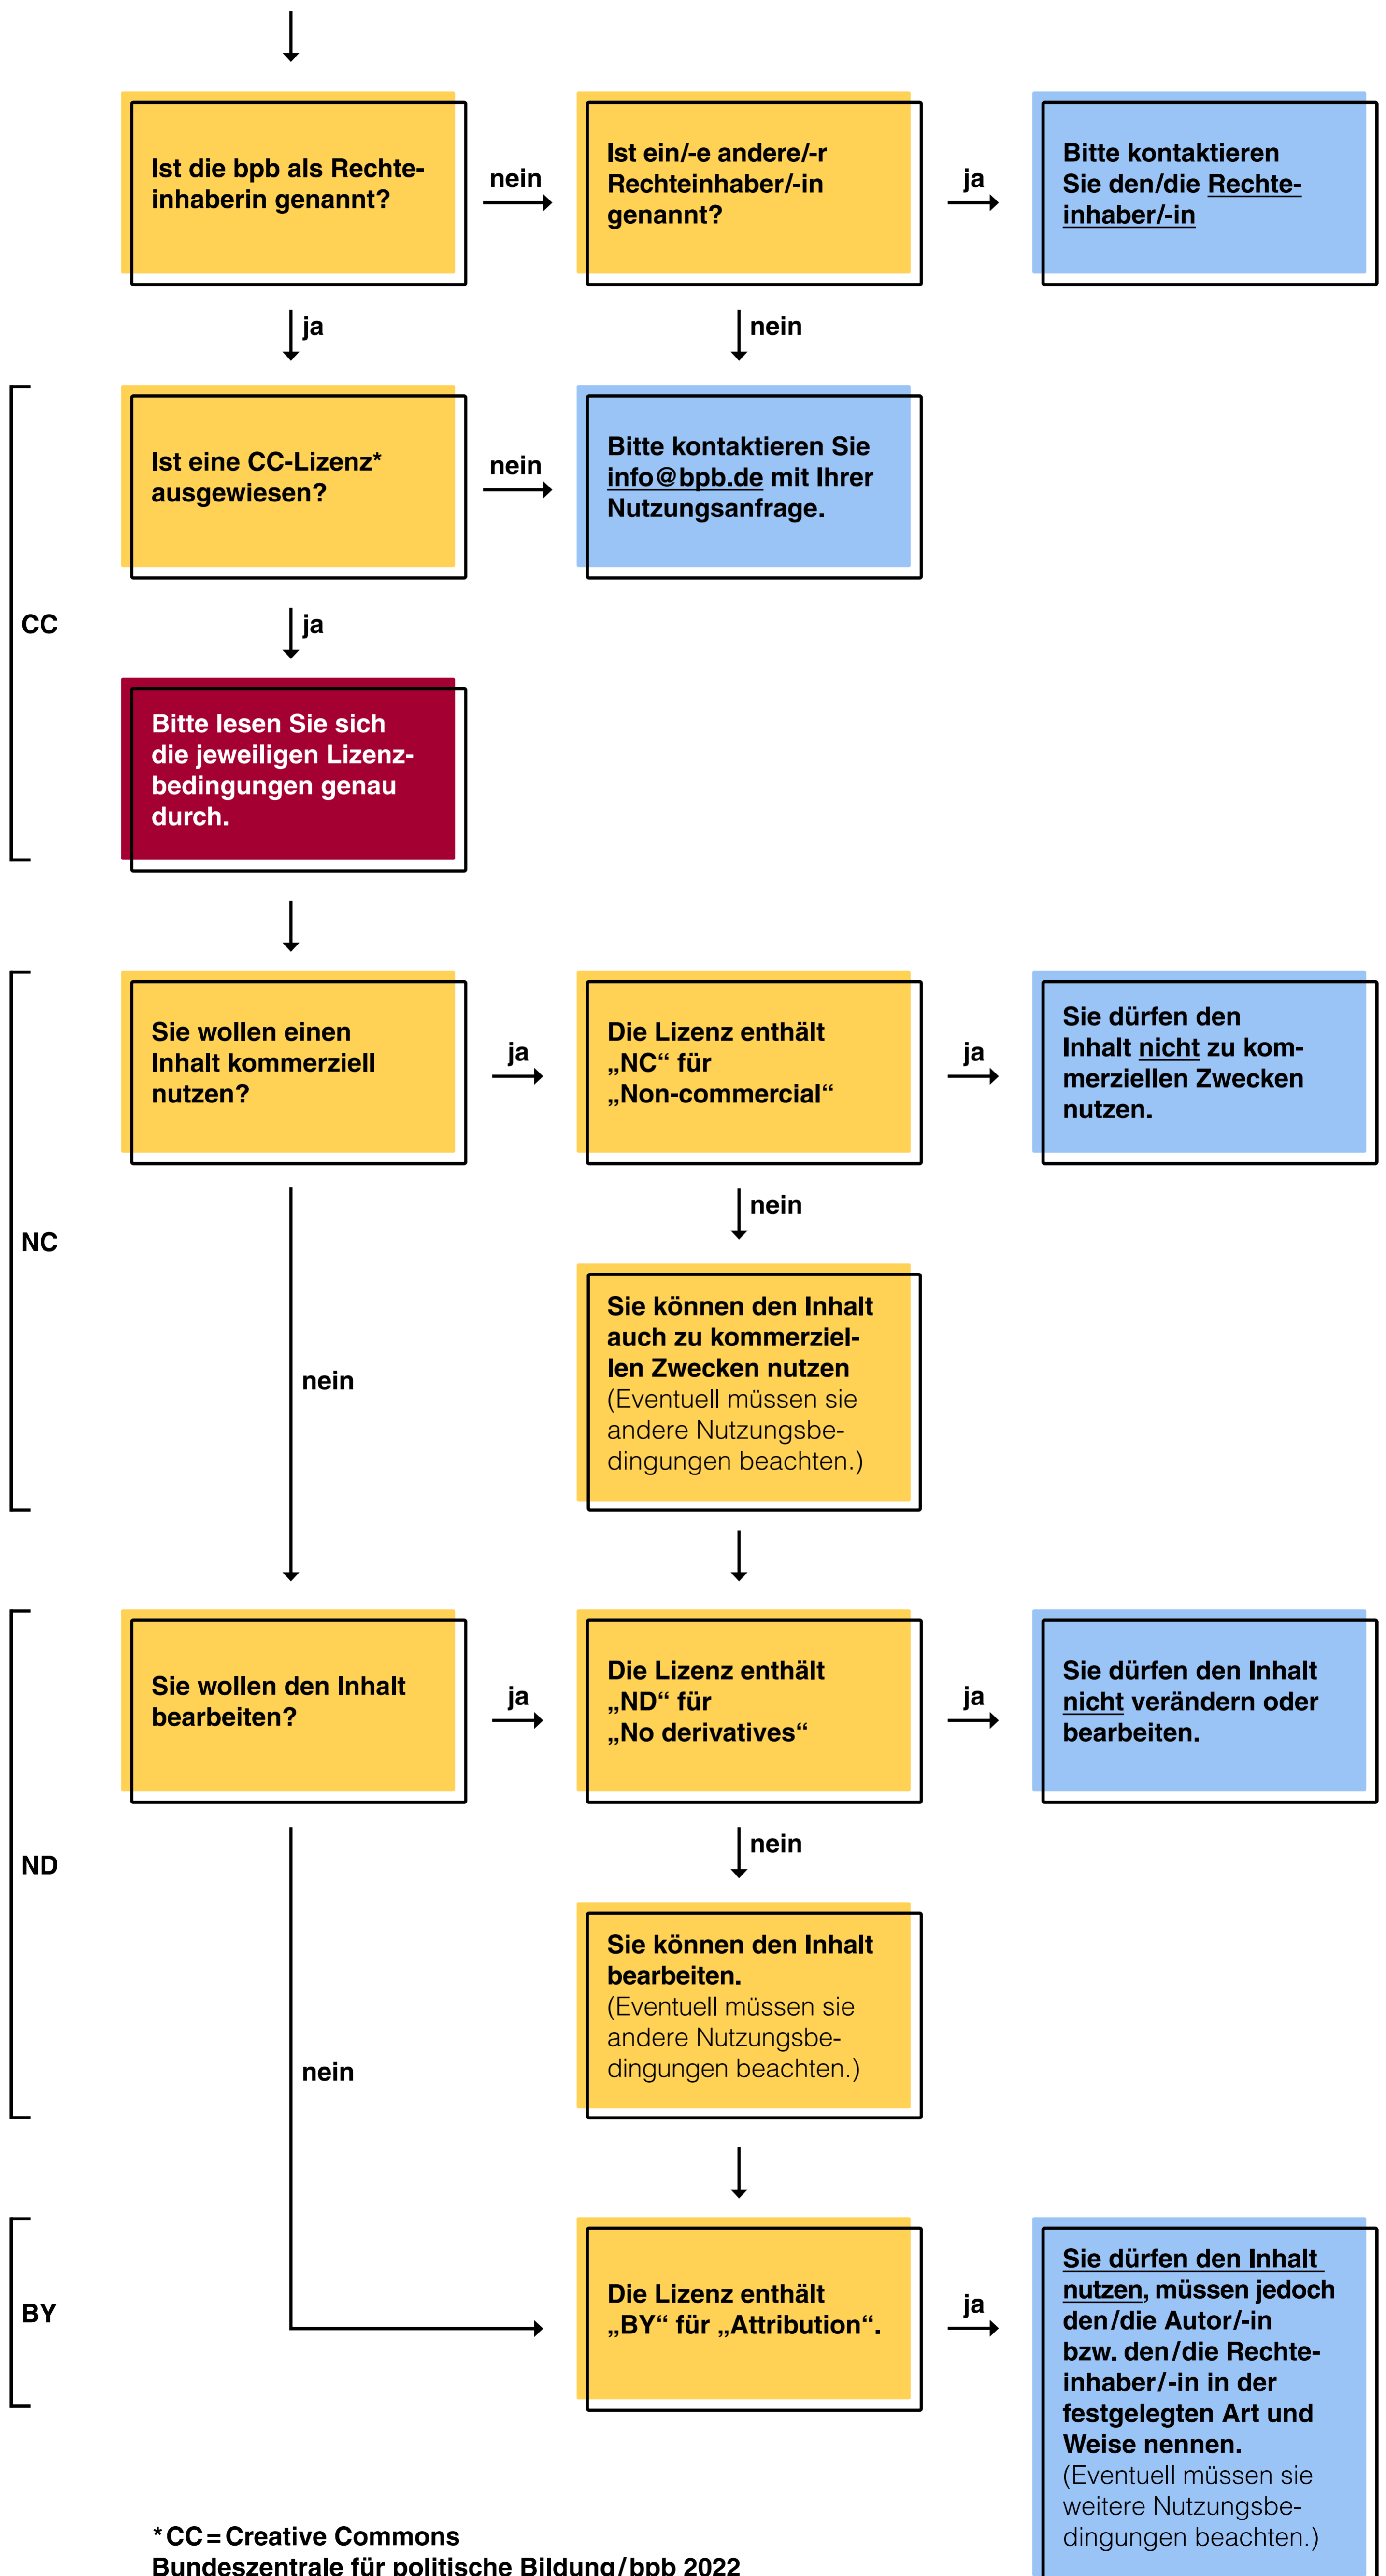 Ist die bpb als Rechte-
inhaberin genannt?
nein
Ist ein/-e andere/-r
Rechteinhaber/-in
genannt?
ja
Bitte kontaktieren
Sie den/die Rechte-
inhaber/-in
ja
nein
CC
Ist eine CC-Lizenz*
ausgewiesen?
nein
Bitte kontaktieren Sie
info@bpb.de mit Ihrer
Nutzungsanfrage.
ja
Bitte lesen Sie sich
die jeweiligen Lizenz-
bedingungen genau
durch.
NC
Sie wollen einen
Inhalt kommerziell
nutzen?
ja
Die Lizenz enthält
„NC“ für
„Non-commercial“
ja
Sie dürfen den
Inhalt nicht zu kom-
merziellen Zwecken
nutzen.
nein
nein
Sie können den Inhalt
auch zu kommerziel-
len Zwecken nutzen
(Eventuell müssen sie
andere Nutzungsbe-
dingungen beachten.)
ND
Sie wollen den Inhalt
bearbeiten?
ja
Die Lizenz enthält
„ND“ für
„No derivatives“
ja
Sie dürfen den Inhalt
nicht verändern oder
bearbeiten.
nein
nein
Sie können den Inhalt
bearbeiten.
(Eventuell müssen sie
andere Nutzungsbe-
dingungen beachten.)
BY
Die Lizenz enthält
„BY“ für „Attribution“.
ja
Sie dürfen den Inhalt
nutzen, müssen jedoch
den/die Autor/-in
bzw. den/die Rechte-
inhaber/-in in der
festgelegten Art und
Weise nennen.
(Eventuell müssen sie
weitere Nutzungsbe-
dingungen beachten.)
*CC=Creative Commons
Bundeszentrale für politische Bildung/bpb 2022